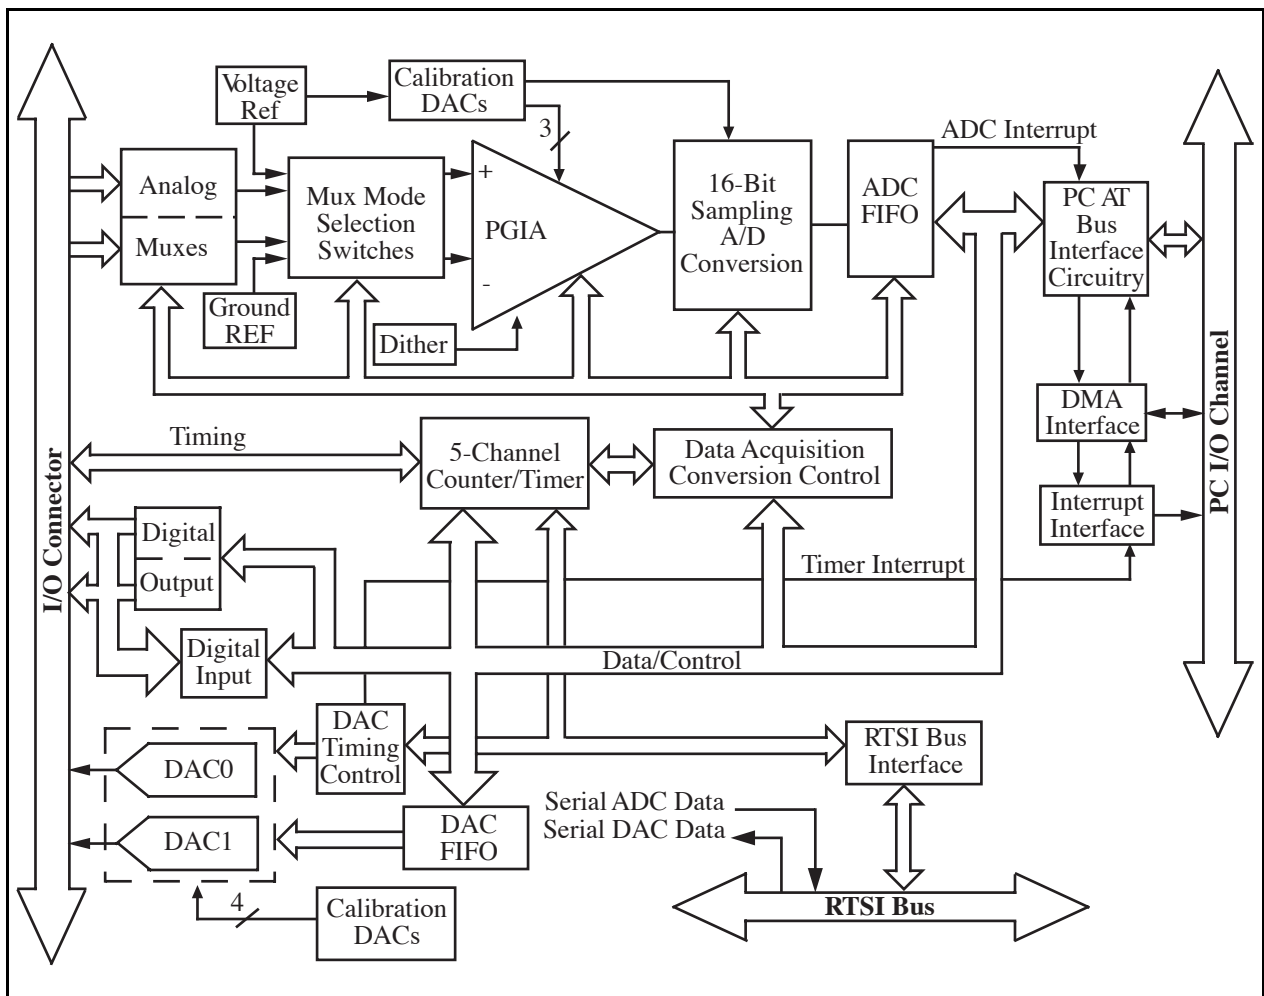 Voltage
Ref
Calibration
DACs
3
ADC Interrupt
Analog
Muxes
Mux Mode
Selection
Switches
+
PGIA
-
16-Bit
Sampling
A/D
Conversion
ADC
FIFO
PC AT
Bus
Interface
Circuitry
Ground
REF
Dither
DMA
Interface
PC I/O Channel
Timing
5-Channel
Counter/Timer
Data Acquisition
Conversion Control
Interrupt
Interface
I/O Connector
Digital
Output
Timer Interrupt
Digital
Input
Data/Control
DAC
Timing
Control
RTSI Bus
Interface
DAC0
DAC1
DAC
FIFO
Serial ADC Data
Serial DAC Data
4
Calibration
DACs
RTSI Bus